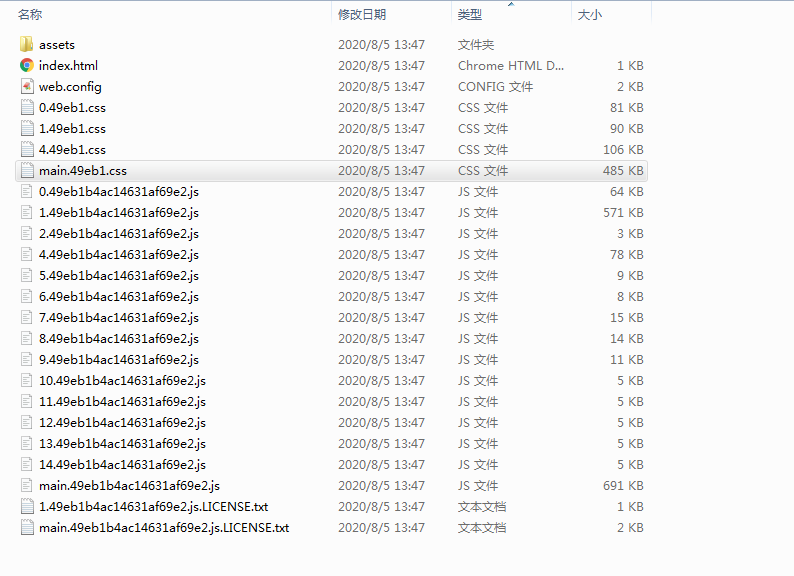 名称 修改日期 类型 大小
assets 2020/8/5 13:47 文件夹
index.html 2020/8/5 13:47 Chrome HTML D... 1 KB
web.config 2020/8/5 13:47 CONFIG 文件 2 KB
0.49eb1.css 2020/8/5 13:47 CSS 文件 81 KB
1.49eb1.css 2020/8/5 13:47 CSS 文件 90 KB
4.49eb1.css 2020/8/5 13:47 CSS 文件 106 KB
main.49eb1.css 2020/8/5 13:47 CSS 文件 485 KB
0.49eb1b4ac14631af69e2.js 2020/8/5 13:47 JS 文件 64 KB
1.49eb1b4ac14631af69e2.js 2020/8/5 13:47 JS 文件 571 KB
2.49eb1b4ac14631af69e2.js 2020/8/5 13:47 JS 文件 3 KB
4.49eb1b4ac14631af69e2.js 2020/8/5 13:47 JS 文件 78 KB
5.49eb1b4ac14631af69e2.js 2020/8/5 13:47 JS 文件 9 KB
6.49eb1b4ac14631af69e2.js 2020/8/5 13:47 JS 文件 8 KB
7.49eb1b4ac14631af69e2.js 2020/8/5 13:47 JS 文件 15 KB
8.49eb1b4ac14631af69e2.js 2020/8/5 13:47 JS 文件 14 KB
9.49eb1b4ac14631af69e2.js 2020/8/5 13:47 JS 文件 11 KB
10.49eb1b4ac14631af69e2.js 2020/8/5 13:47 JS 文件 5 KB
11.49eb1b4ac14631af69e2.js 2020/8/5 13:47 JS 文件 5 KB
12.49eb1b4ac14631af69e2.js 2020/8/5 13:47 JS 文件 5 KB
13.49eb1b4ac14631af69e2.js 2020/8/5 13:47 JS 文件 5 KB
14.49eb1b4ac14631af69e2.js 2020/8/5 13:47 JS 文件 5 KB
main.49eb1b4ac14631af69e2.js 2020/8/5 13:47 JS 文件 691 KB
1.49eb1b4ac14631af69e2.js.LICENSE.txt 2020/8/5 13:47 文本文档 1 KB
main.49eb1b4ac14631af69e2.js.LICENSE.txt 2020/8/5 13:47 文本文档 2 KB